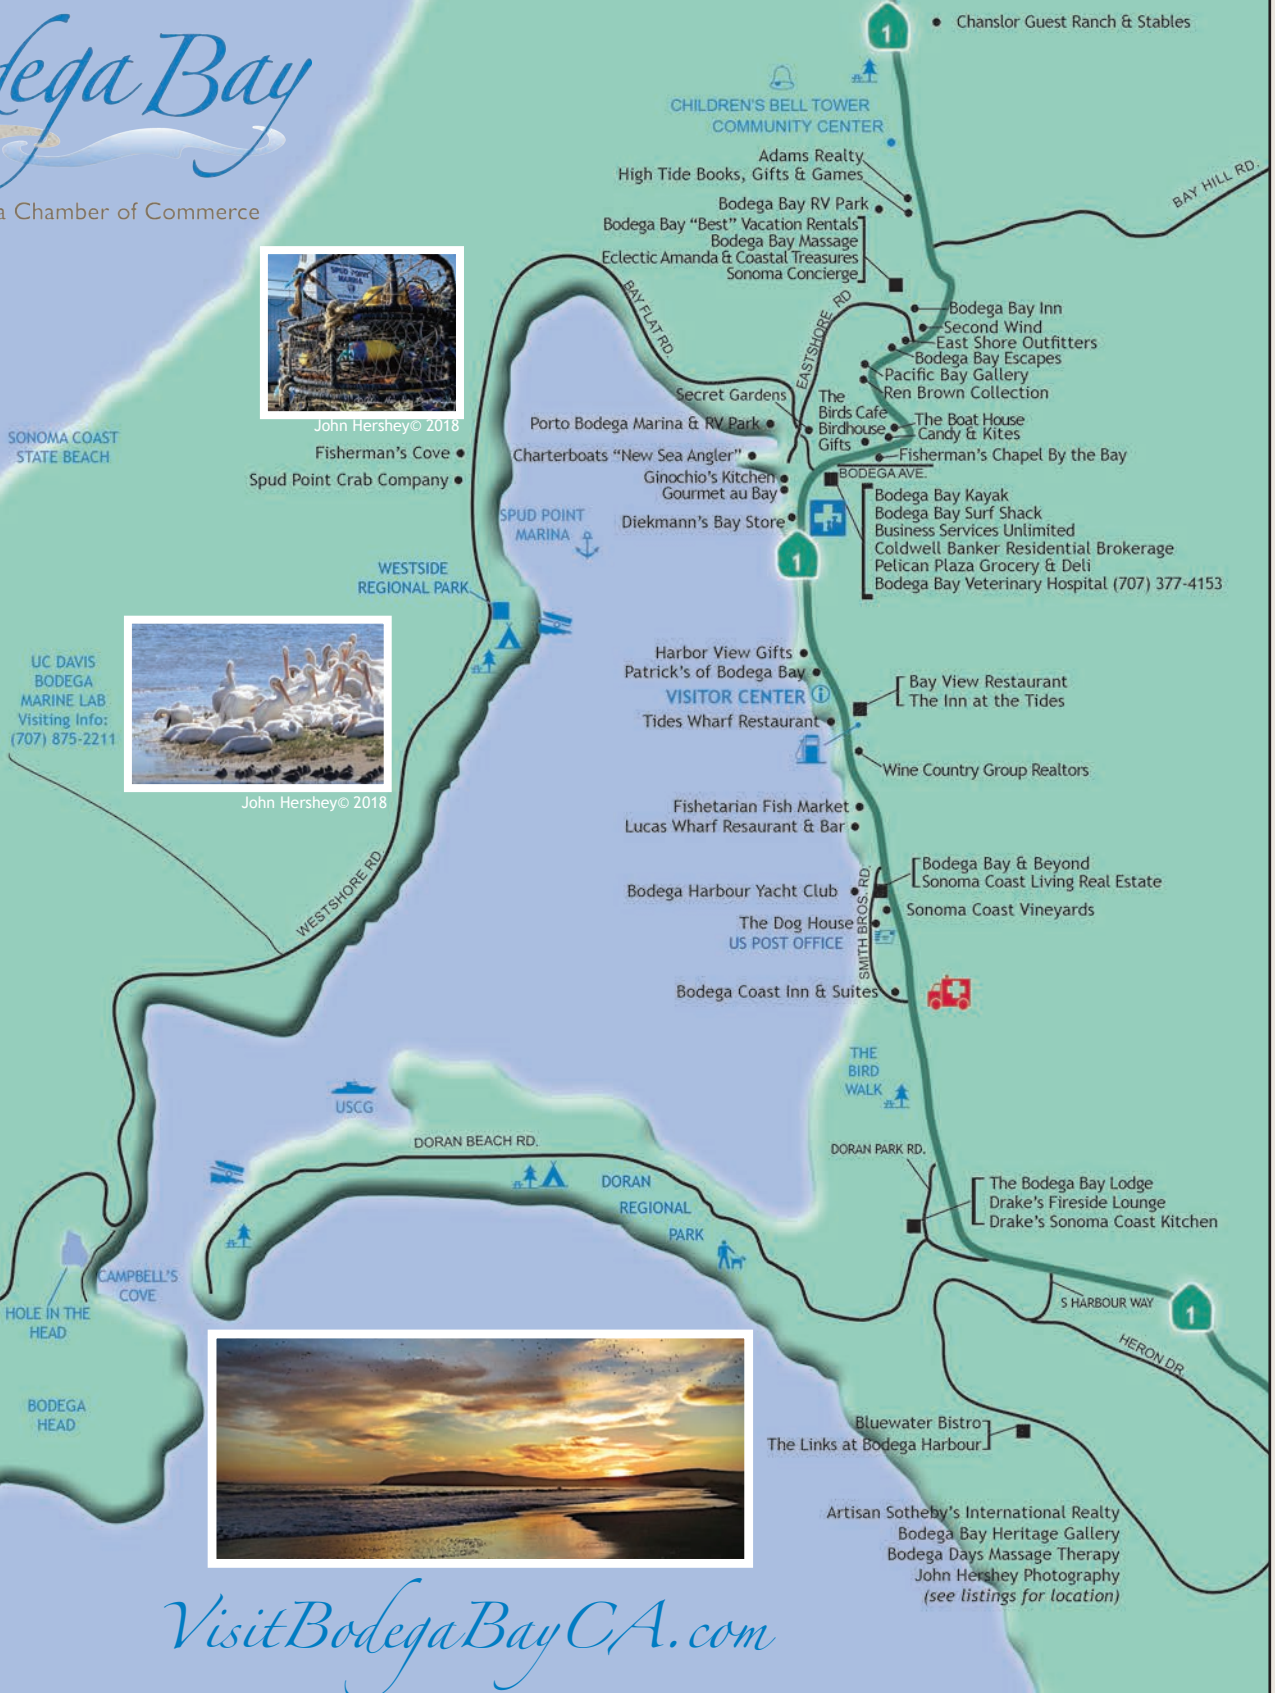 dega Bay
a Chamber of Commerce
1
Chanslor Guest Ranch & Stables
CHILDREN'S BELL TOWER
COMMUNITY CENTER
Adams Realty
High Tide Books, Gifts & Games
Bodega Bay RV Park
Bodega Bay “Best” Vacation Rentals
Bodega Bay Massage
Eclectic Amanda & Coastal Treasures
Sonoma Concierge
BAY HILL RD.
BAY FLAT RD.
EASTSHORE RD
Bodega Bay Inn
Second Wind
East Shore Outfitters
Bodega Bay Escapes
Pacific Bay Gallery
Ren Brown Collection
SPUD POINT
MARINA
John Hershey© 2018
Secret Gardens
The
Birds Cafe
Birdhouse
Gifts
The Boat House
Candy & Kites
Fisherman's Chapel By the Bay
BODEGA AVE.
Porto Bodega Marina & RV Park
Charterboats “New Sea Angler”
Ginochio's Kitchen
Gourmet au Bay
Diekmann's Bay Store
SONOMA COAST
STATE BEACH
Fisherman's Cove
Spud Point Crab Company
SPUD POINT
MARINA
1
Bodega Bay Kayak
Bodega Bay Surf Shack
Business Services Unlimited
Coldwell Banker Residential Brokerage
Pelican Plaza Grocery & Deli
Bodega Bay Veterinary Hospital (707) 377-4153
WESTSIDE
REGIONAL PARK
UC DAVIS
BODEGA
MARINE LAB
Visiting Info:
(707) 875-2211
John Hershey© 2018
Harbor View Gifts
Patrick's of Bodega Bay
VISITOR CENTER
Tides Wharf Restaurant
Bay View Restaurant
The Inn at the Tides
Wine Country Group Realtors
Fishetarian Fish Market
Lucas Wharf Resaurant & Bar
WESTSHORE RD.
Bodega Bay & Beyond
Sonoma Coast Living Real Estate
Bodega Harbour Yacht Club
SMITH BROS. RD.
Sonoma Coast Vineyards
The Dog House
US POST OFFICE
Bodega Coast Inn & Suites
THE
BIRD
WALK
USCG
DORAN BEACH RD.
DORAN
REGIONAL
PARK
DORAN PARK RD.
The Bodega Bay Lodge
Drake's Fireside Lounge
Drake's Sonoma Coast Kitchen
CAMPBELL'S
COVE
HOLE IN THE
HEAD
BODEGA
HEAD
S HARBOUR WAY
1
HERON DR.
Bluewater Bistro
The Links at Bodega Harbour
Artisan Sotheby's International Realty
Bodega Bay Heritage Gallery
Bodega Days Massage Therapy
John Hershey Photography
(see listings for location)
VisitBodegaBayCA.com